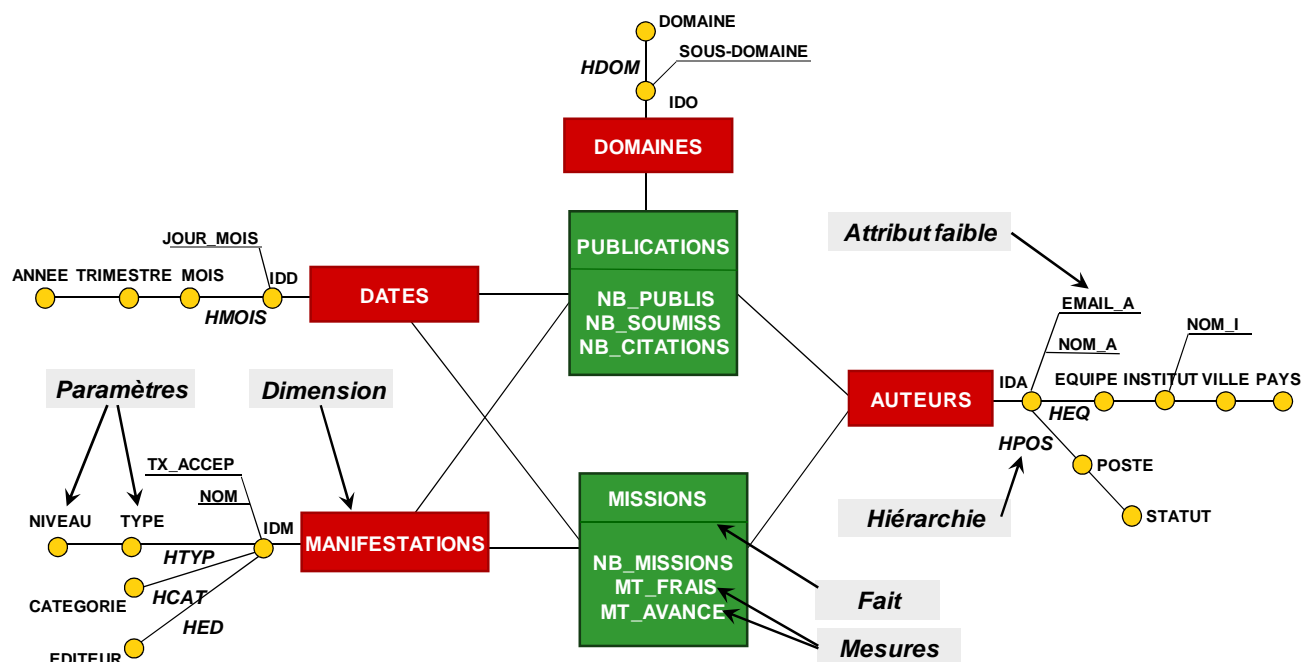 DOMAINE
SOUS-DOMAINE
HDOM
IDO
DOMAINES
PUBLICATIONS
NB_PUBLIS
NB_SOUMISS
NB_CITATIONS
JOUR_MOIS
ANNEE TRIMESTRE MOIS IDD
HMOIS
DATES
Attribut faible
EMAIL_A
NOM_I
NOM_A
IDA EQUIPE INSTITUT VILLE PAYS
AUTEURS
HEQ
HPOS
POSTE
STATUT
Hiérarchie
Paramètres
Dimension
TX_ACCEP
NOM
NIVEAU TYPE IDM
MANIFESTATIONS
HTYP
HCAT
CATEGORIE
HED
EDITEUR
MISSIONS
NB_MISSIONS
MT_FRAIS
MT_AVANCE
Fait
Mesures